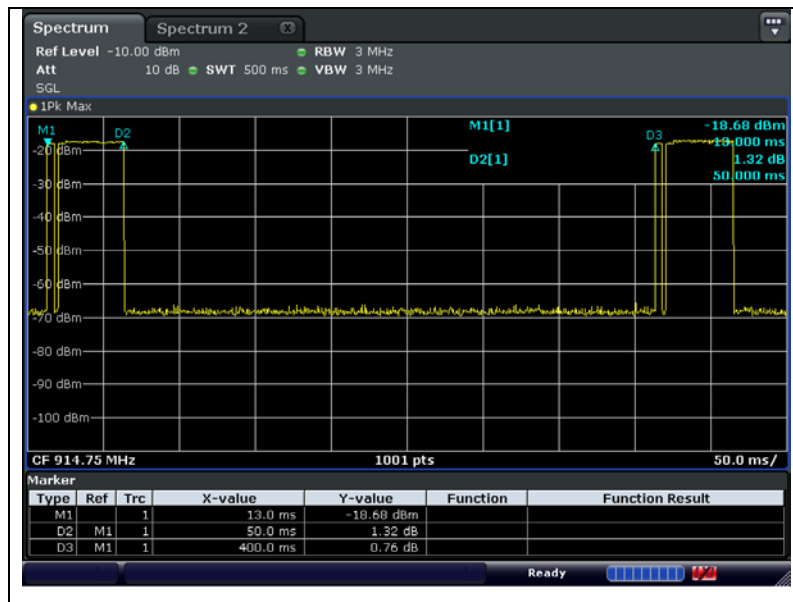 Spectrum Spectrum 2
Ref Level -10.00 dBm RBW 3 MHz
Att 10 dB SWT 500 ms VBW 3 MHz
SGL
1Pk Max
M1[1] -18.68 dBm
13.000 ms
D2[1] 1.32 dB
50.000 ms
M1 D2 D3
-20 dBm
-30 dBm
-40 dBm
-50 dBm
-60 dBm
-70 dBm
-80 dBm
-90 dBm
-100 dBm
CF 914.75 MHz 1001 pts 50.0 ms/
Marker
Type Ref Trc X-value Y-value Function Function Result
M1 1 13.0 ms -18.68 dBm
D2 M1 1 50.0 ms 1.32 dB
D3 M1 1 400.0 ms 0.76 dB
Ready